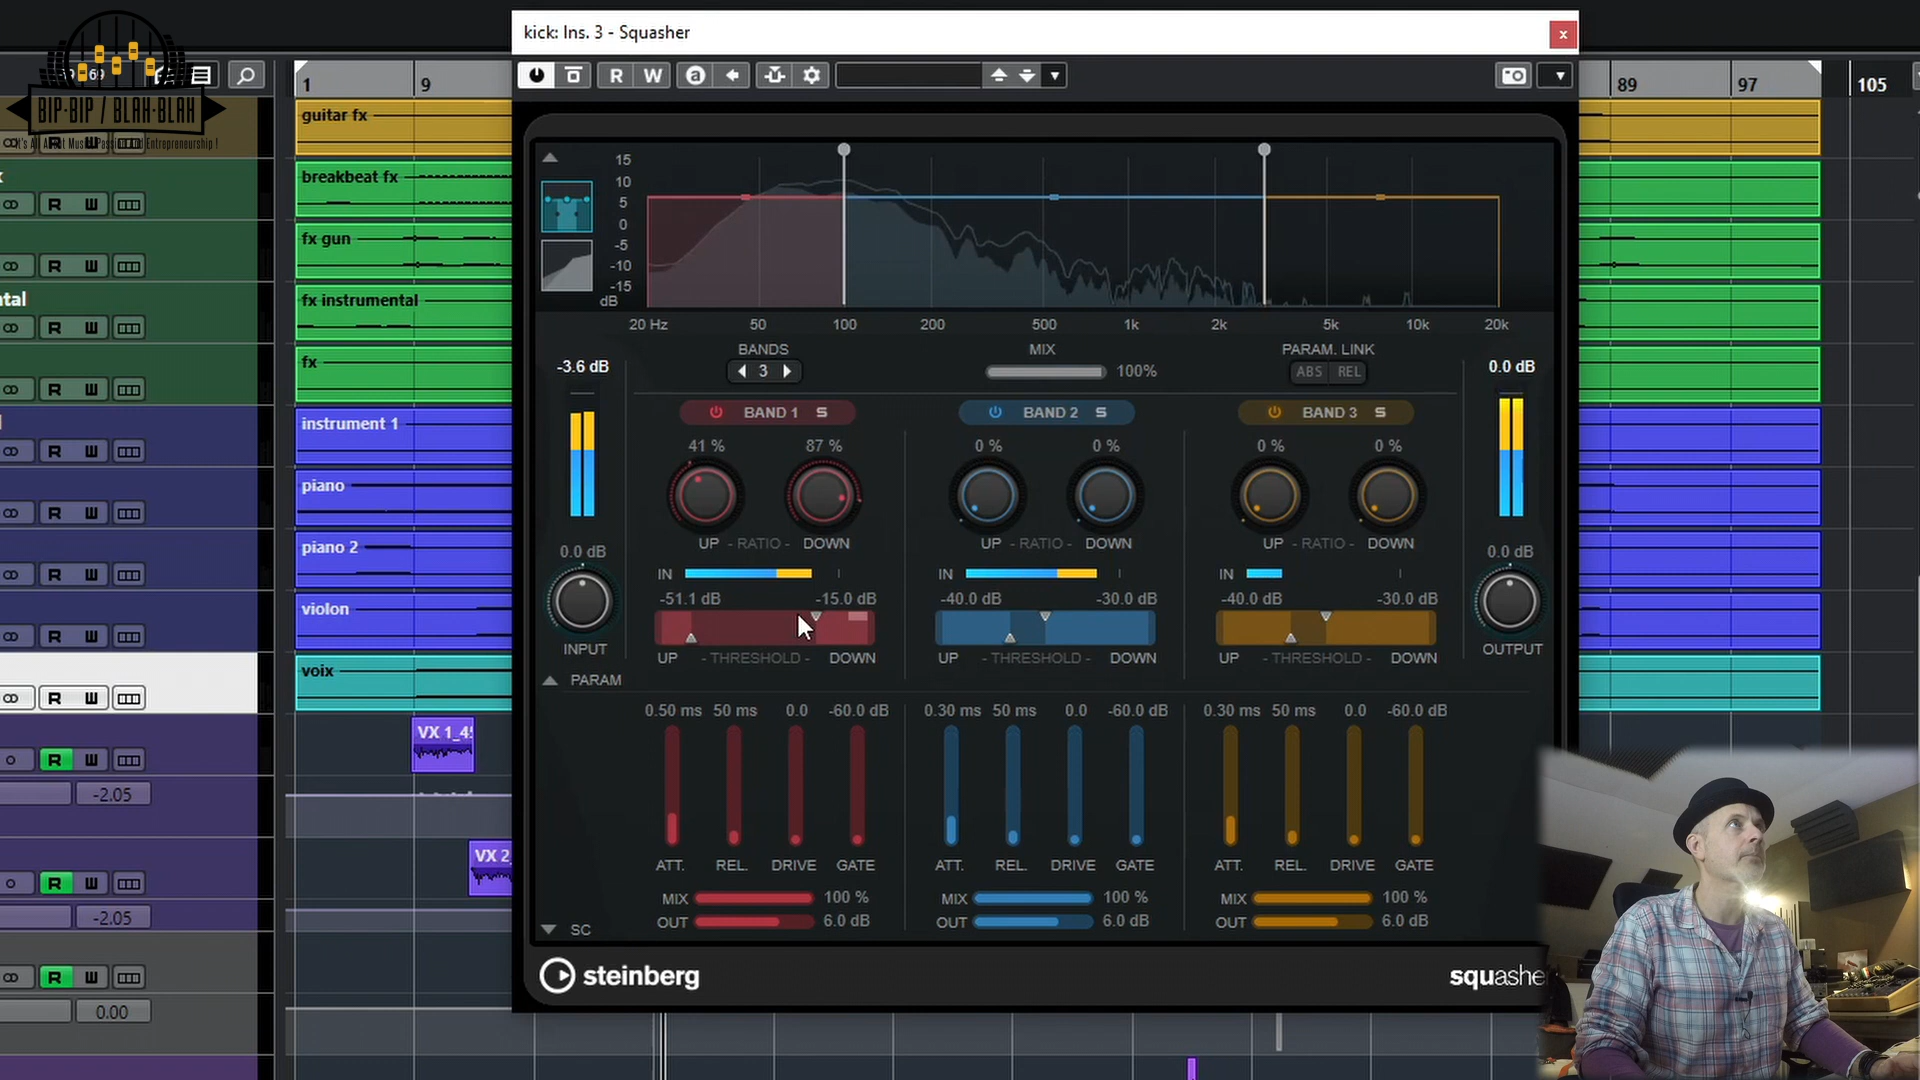 kick: Ins. 3 - Squasher
x
R W a
BIP-BIP / BLAH-BLAH
1 9 89 97 105
guitar fx
breakbeat fx
fx gun
fx instrumental
fx
instrument 1
piano
piano 2
violon
voix
VX 1_4
VX 2
R W
R W
R W
R W
R W
R W
R W
R W
R W
R W
-2.05
R W
-2.05
R W
0.00
15
10
5
0
-5
-10
-15
dB
20 Hz 50 100 200 500 1k 2k 5k 10k 20k
BANDS MIX PARAM. LINK
3 100% ABS REL
-3.6 dB 0.0 dB
BAND 1 S BAND 2 S BAND 3 S
41 % 87 % 0 % 0 % 0 % 0 %
UP - RATIO - DOWN UP - RATIO - DOWN UP - RATIO - DOWN
0.0 dB 0.0 dB
IN IN IN
-51.1 dB -15.0 dB -40.0 dB -30.0 dB -40.0 dB -30.0 dB
INPUT OUTPUT
UP - THRESHOLD - DOWN UP - THRESHOLD - DOWN UP - THRESHOLD - DOWN
PARAM
0.50 ms 50 ms 0.0 -60.0 dB 0.30 ms 50 ms 0.0 -60.0 dB 0.30 ms 50 ms 0.0 -60.0 dB
ATT. REL. DRIVE GATE ATT. REL. DRIVE GATE ATT. REL. DRIVE GATE
MIX 100 % MIX 100 % MIX 100 %
OUT 6.0 dB OUT 6.0 dB OUT 6.0 dB
SC
steinberg squashe